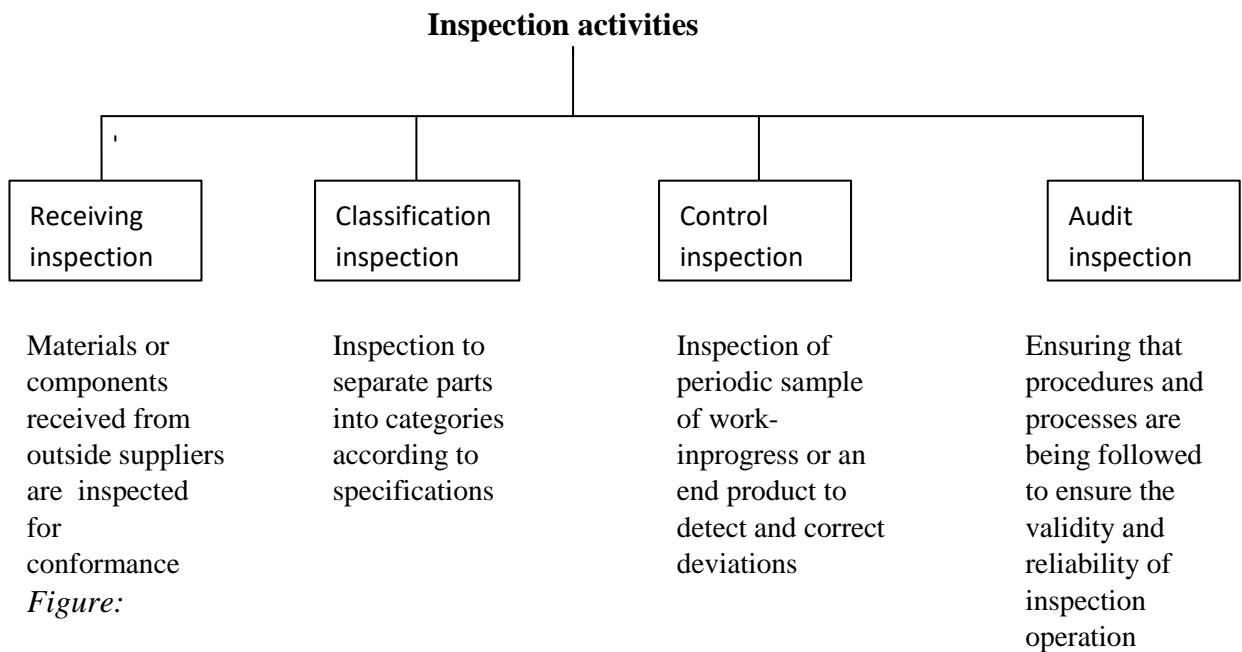 Inspection activities
Receiving
inspection
Classification
inspection
Control
inspection
Audit
inspection
Materials or
components
received from
outside suppliers
are inspected
for
conformance
Figure:
Inspection to
separate parts
into categories
according to
specifications
Inspection of
periodic sample
of work-
inprogress or an
end product to
detect and correct
deviations
Ensuring that
procedures and
processes are
being followed
to ensure the
validity and
reliability of
inspection
operation